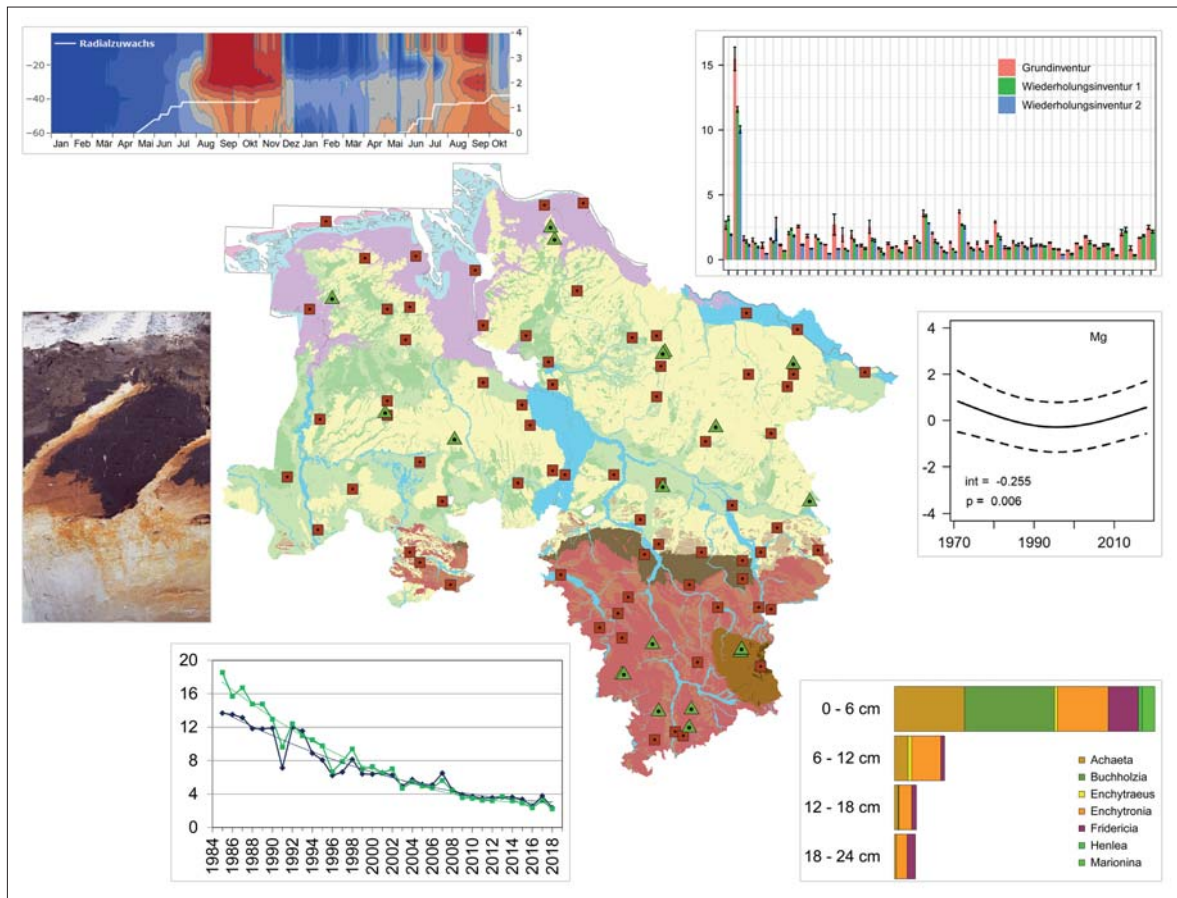 Radialzuwachs
4
3
2
1
0
−20
−40
−60
Jan Feb Mär Apr Mai Jun Jul Aug Sep Okt Nov Dez Jan Feb Mär Apr Mai Jun Jul Aug Sep Okt
15
10
5
0
Grundinventur
Wiederholungsinventur 1
Wiederholungsinventur 2
Mg
4
2
0
-2
-4
int = -0.255
p = 0.006
1970 1990 2010
20
16
12
8
4
0
1984 1986 1988 1990 1992 1994 1996 1998 2000 2002 2004 2006 2008 2010 2012 2014 2016 2018
0 - 6 cm
6 - 12 cm
12 - 18 cm
18 - 24 cm
Achaeta
Buchholzia
Enchytraeus
Enchytronia
Fridericia
Henlea
Marionina